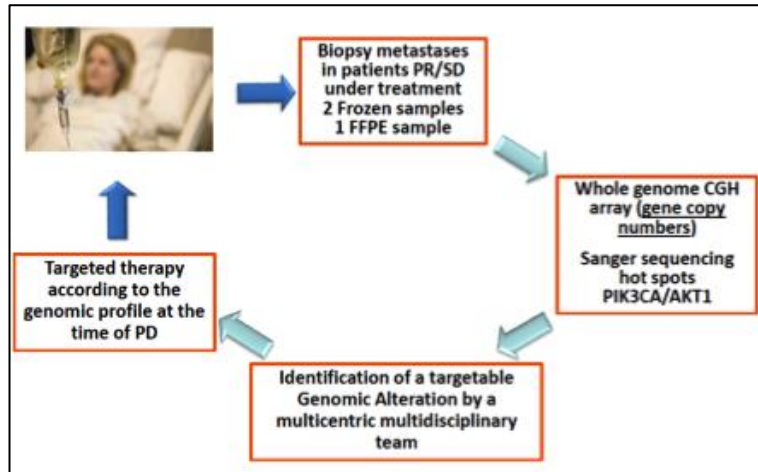 Biopsy metastases
in patients PR/SD
under treatment
2 Frozen samples
1 FFPE sample
Whole genome CGH
array (gene copy
numbers)
Sanger sequencing
hot spots
PIK3CA/AKT1
Identification of a targetable
Genomic Alteration by a
multicentric multidisciplinary
team
Targeted therapy
according to the
genomic profile at the
time of PD